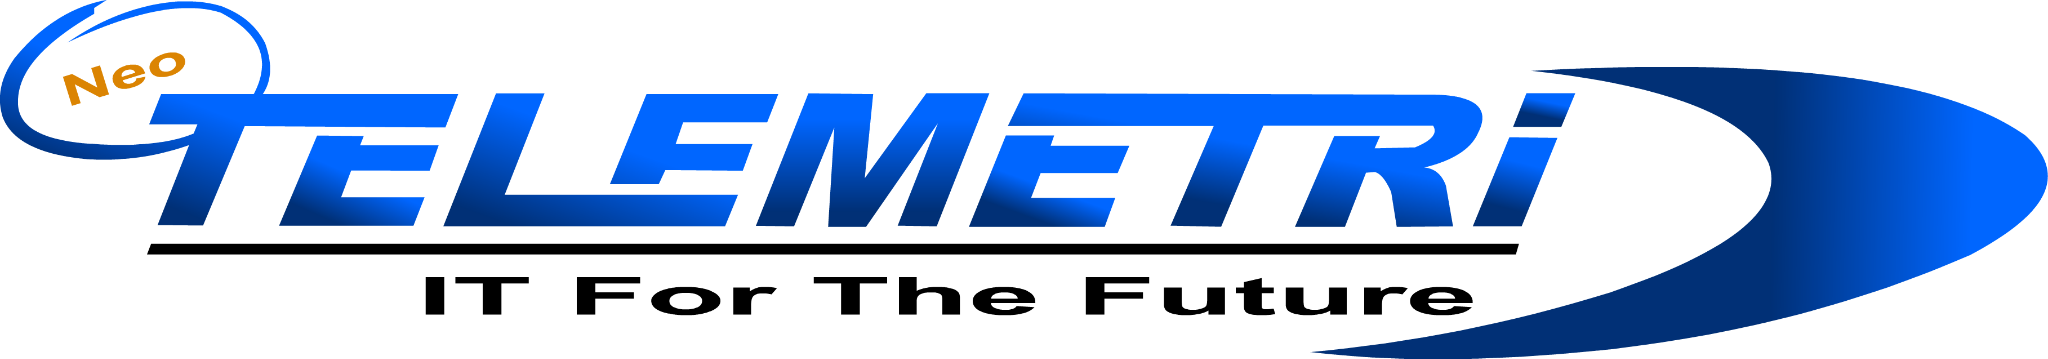 Neo
TELEMETRi
IT For The Future